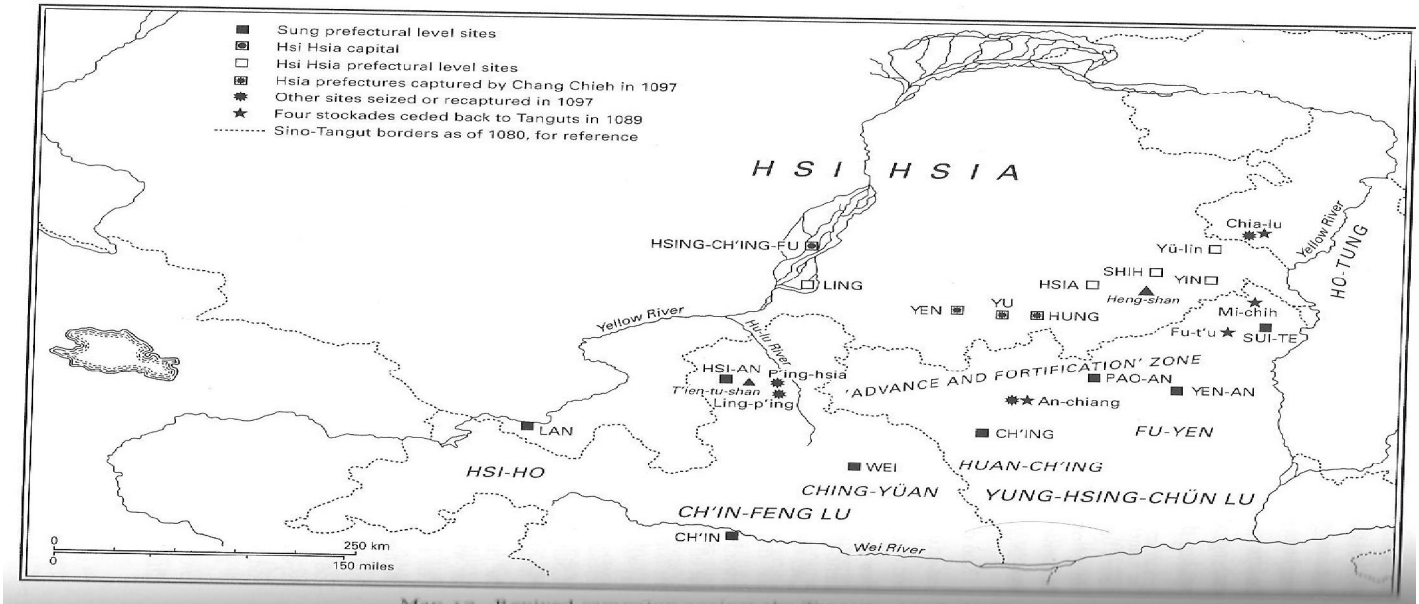 Sung prefectural level sites
Hsi Hsia capital
Hsi Hsia prefectural level sites
Hsia prefectures captured by Chang Chieh in 1097
Other sites seized or recaptured in 1097
Four stockades ceded back to Tanguts in 1089
Sino-Tangut borders as of 1080, for reference
HSI HSIA
Chia-lu
Yellow River
HO-TUNG
HSING-CH'ING-FU
Yü-lin
LING
SHIH
HSIA
YIN
Heng-shan
YEN
YU
HUNG
Mi-chih
Fu-t'u
SUI-TE
Yellow River
Hu-lu River
'ADVANCE AND FORTIFICATION' ZONE
HSI-AN
P'ing-hsia
T'ien-tu-shan
Ling-p'ing
PAO-AN
YEN-AN
An-chiang
LAN
CH'ING
FU-YEN
HSI-HO
WEI
HUAN-CH'ING
CHING-YÜAN
YUNG-HSING-CHÜN LU
CH'IN-FENG LU
CH'IN
Wei River
0
250 km
0
150 miles